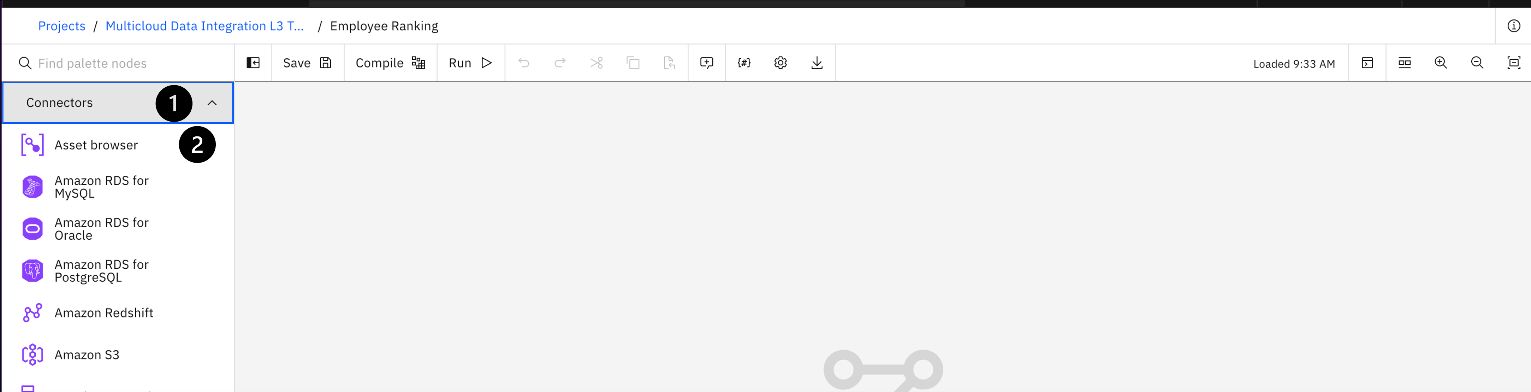 Projects / Multicloud Data Integration L3 T... / Employee Ranking
Find palette nodes
Save
Compile
Run
{#}
Loaded 9:33 AM
Connectors
1
2
Asset browser
Amazon RDS for
MySQL
Amazon RDS for
Oracle
Amazon RDS for
PostgreSQL
Amazon Redshift
Amazon S3